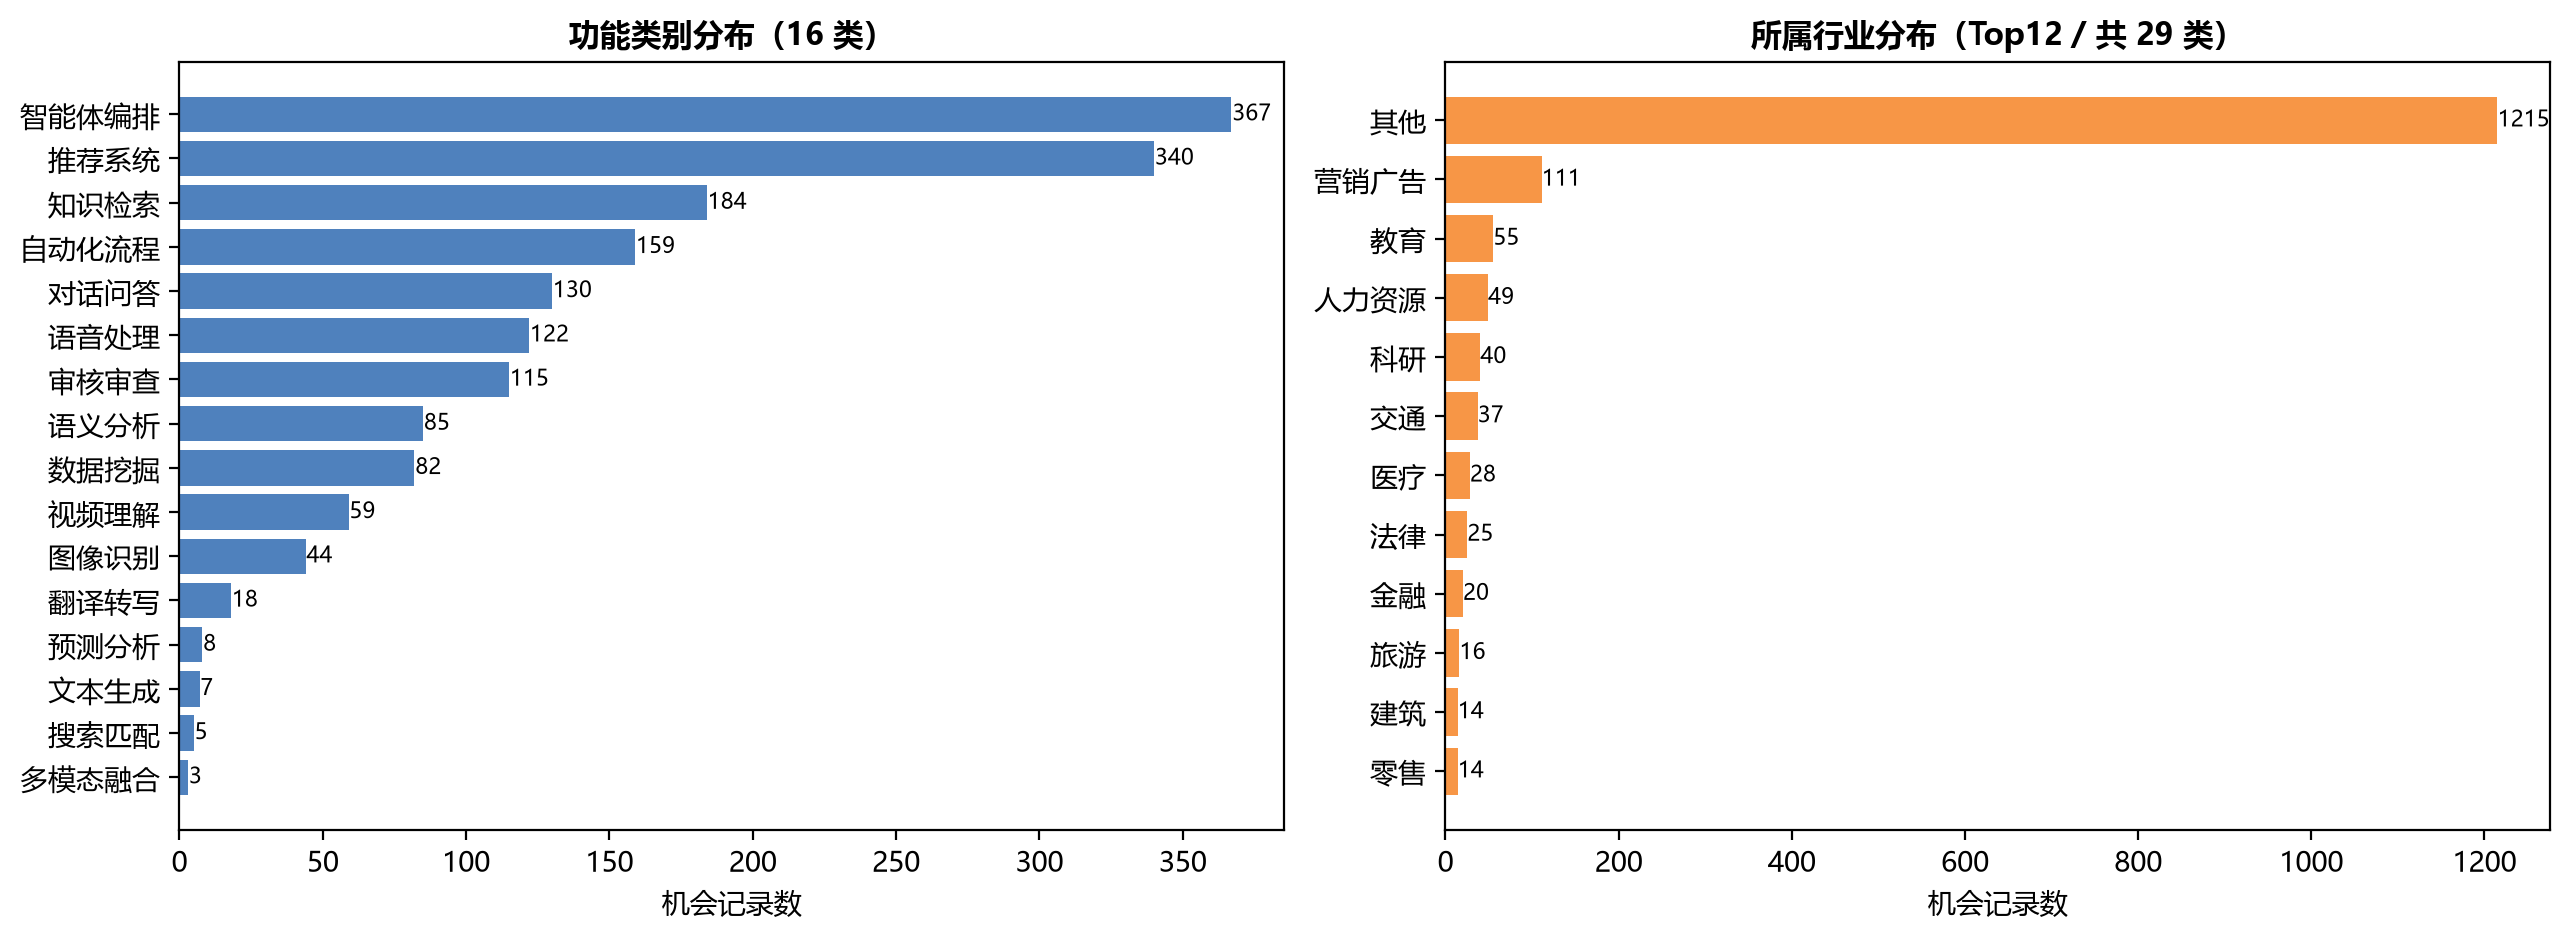 功能类别分布（16 类）
智能体编排 367
推荐系统 340
知识检索 184
自动化流程 159
对话问答 130
语音处理 122
审核审查 115
语义分析 85
数据挖掘 82
视频理解 59
图像识别 44
翻译转写 18
预测分析 8
文本生成 7
搜索匹配 5
多模态融合 3
0 50 100 150 200 250 300 350
机会记录数
所属行业分布（Top12 / 共 29 类）
其他 1215
营销广告 111
教育 55
人力资源 49
科研 40
交通 37
医疗 28
法律 25
金融 20
旅游 16
建筑 14
零售 14
0 200 400 600 800 1000 1200
机会记录数